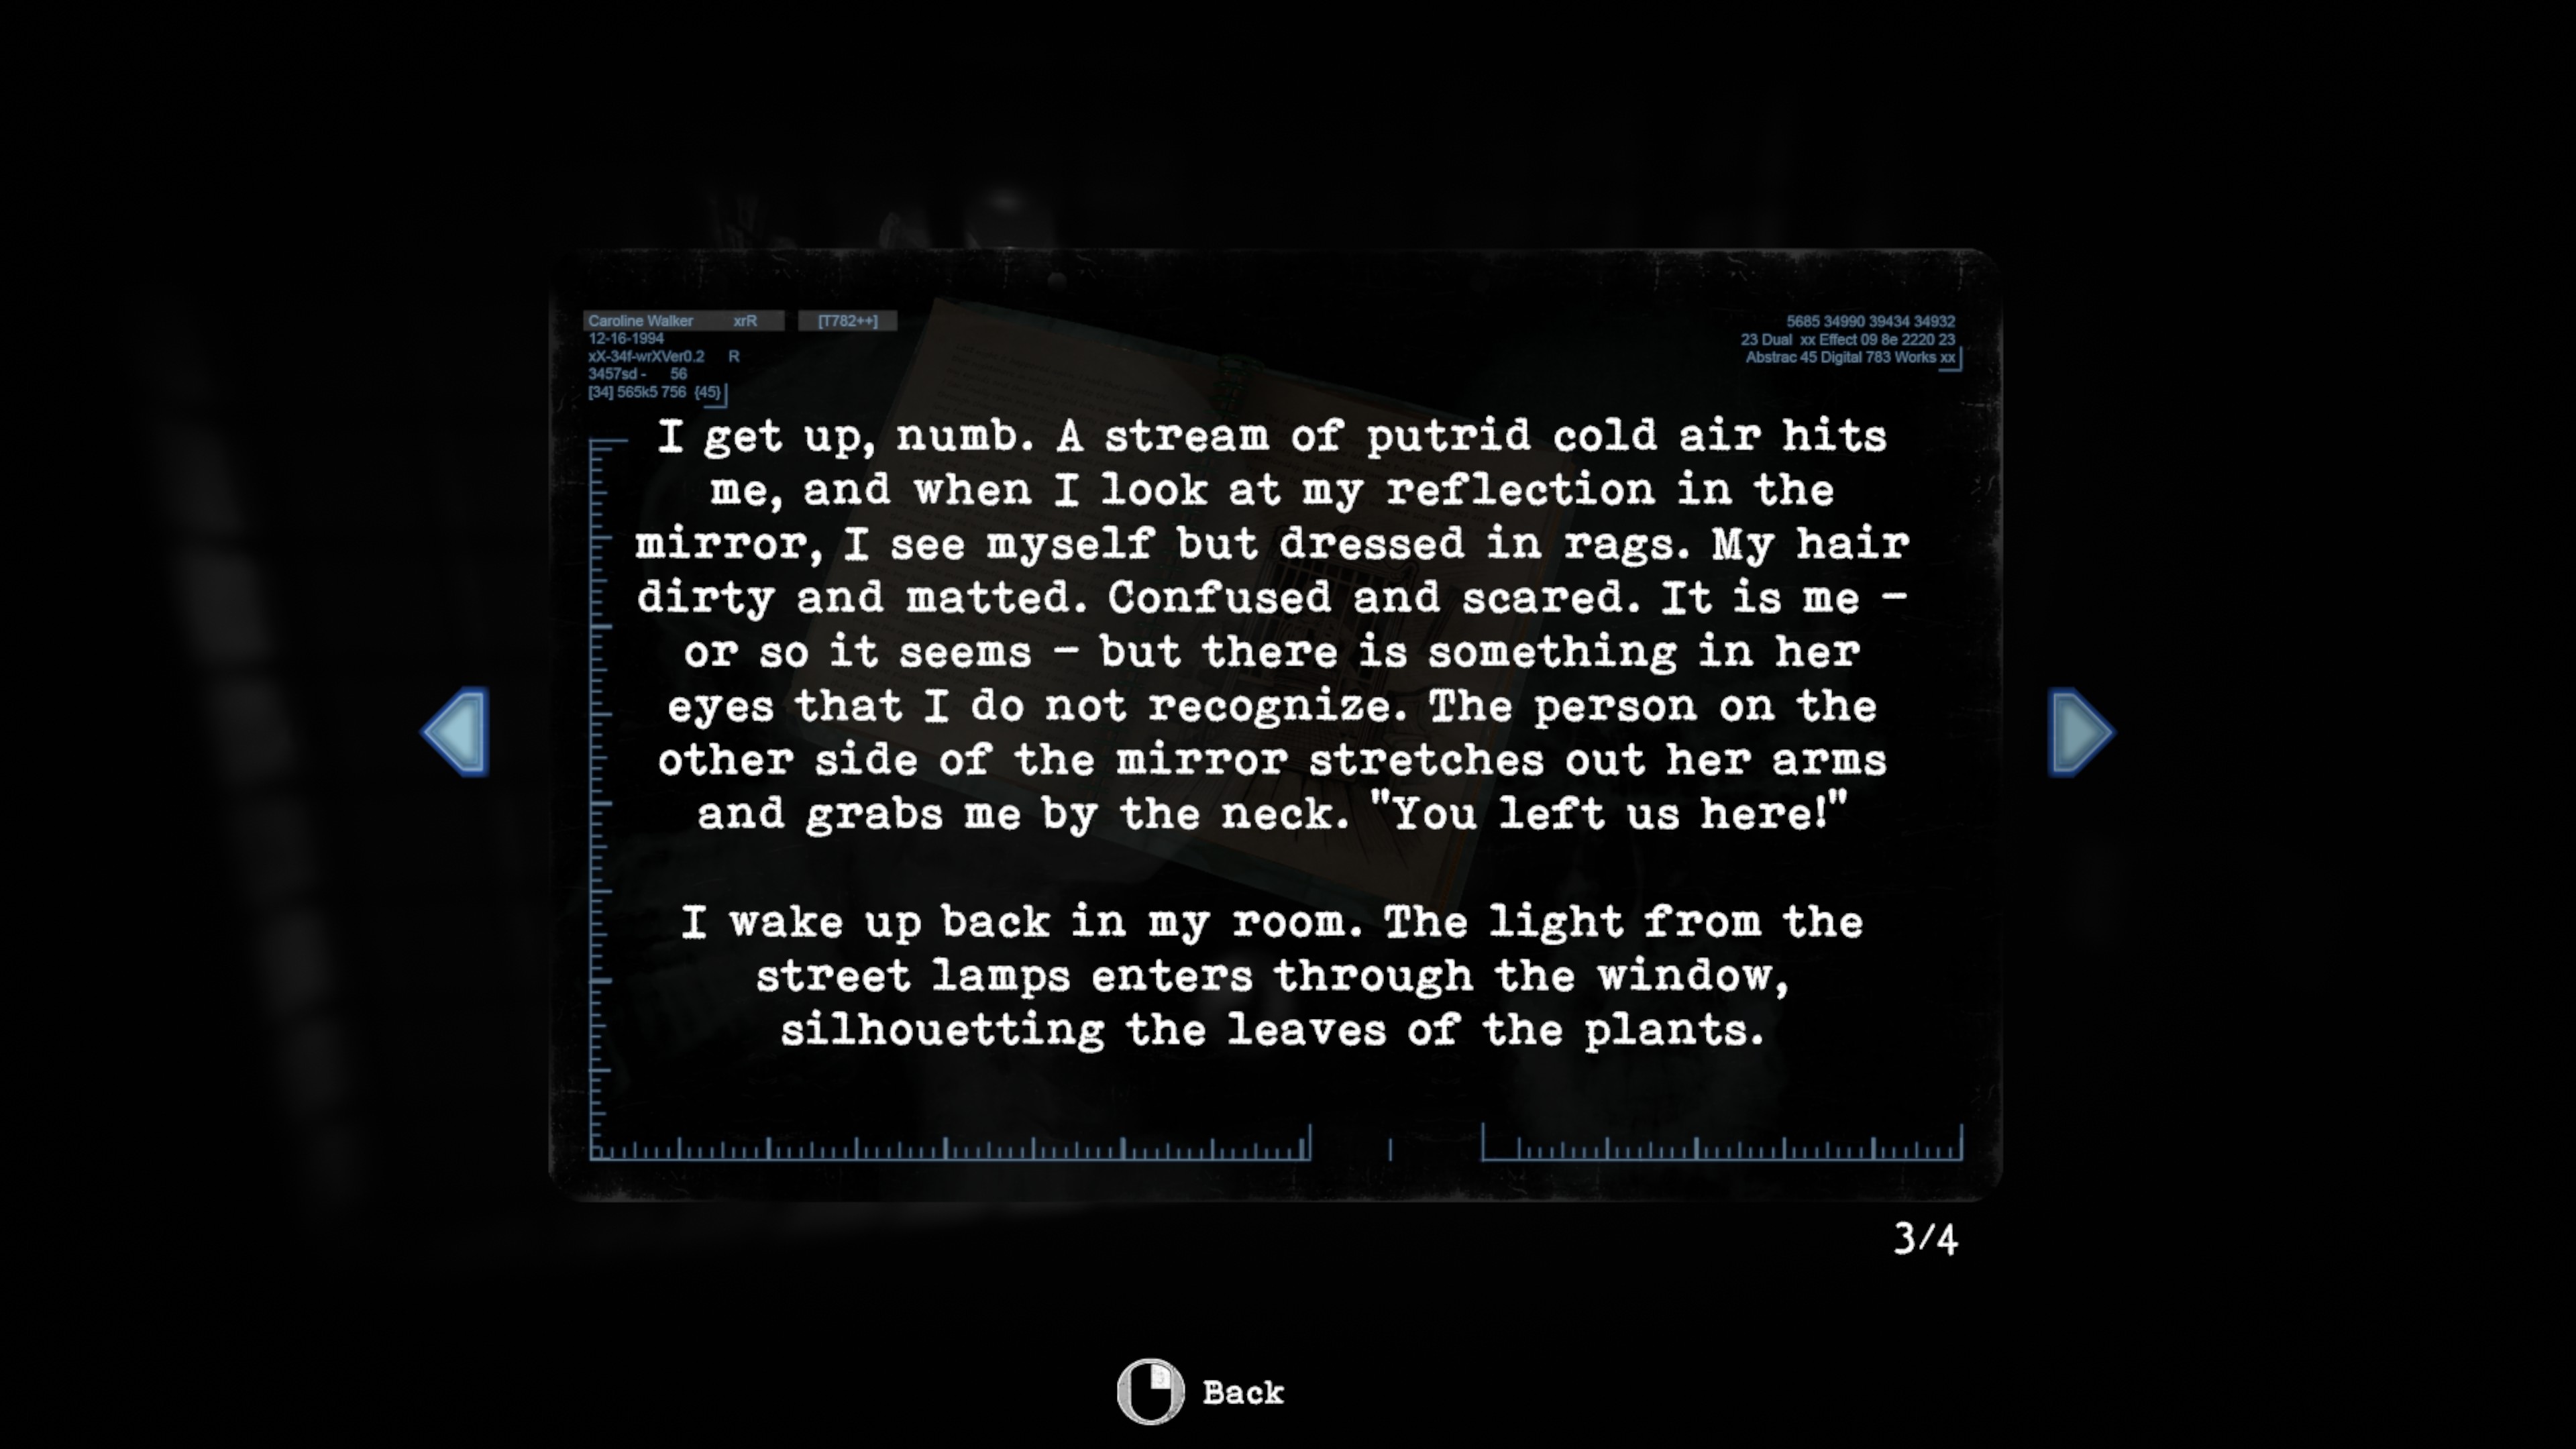 Caroline Walker xrR [T782++]
12-16-1994
xX-34f-wrXVer0.2 R
3457sd - 56
[34] 565k5 756 {45}
5685 34990 39434 34932
23 Dual xx Effect 09 8e 2220 23
Abstrac 45 Digital 783 Works xx
I get up, numb. A stream of putrid cold air hits
me, and when I look at my reflection in the
mirror, I see myself but dressed in rags. My hair
dirty and matted. Confused and scared. It is me –
or so it seems – but there is something in her
eyes that I do not recognize. The person on the
other side of the mirror stretches out her arms
and grabs me by the neck. "You left us here!"
I wake up back in my room. The light from the
street lamps enters through the window,
silhouetting the leaves of the plants.
3/4
Back